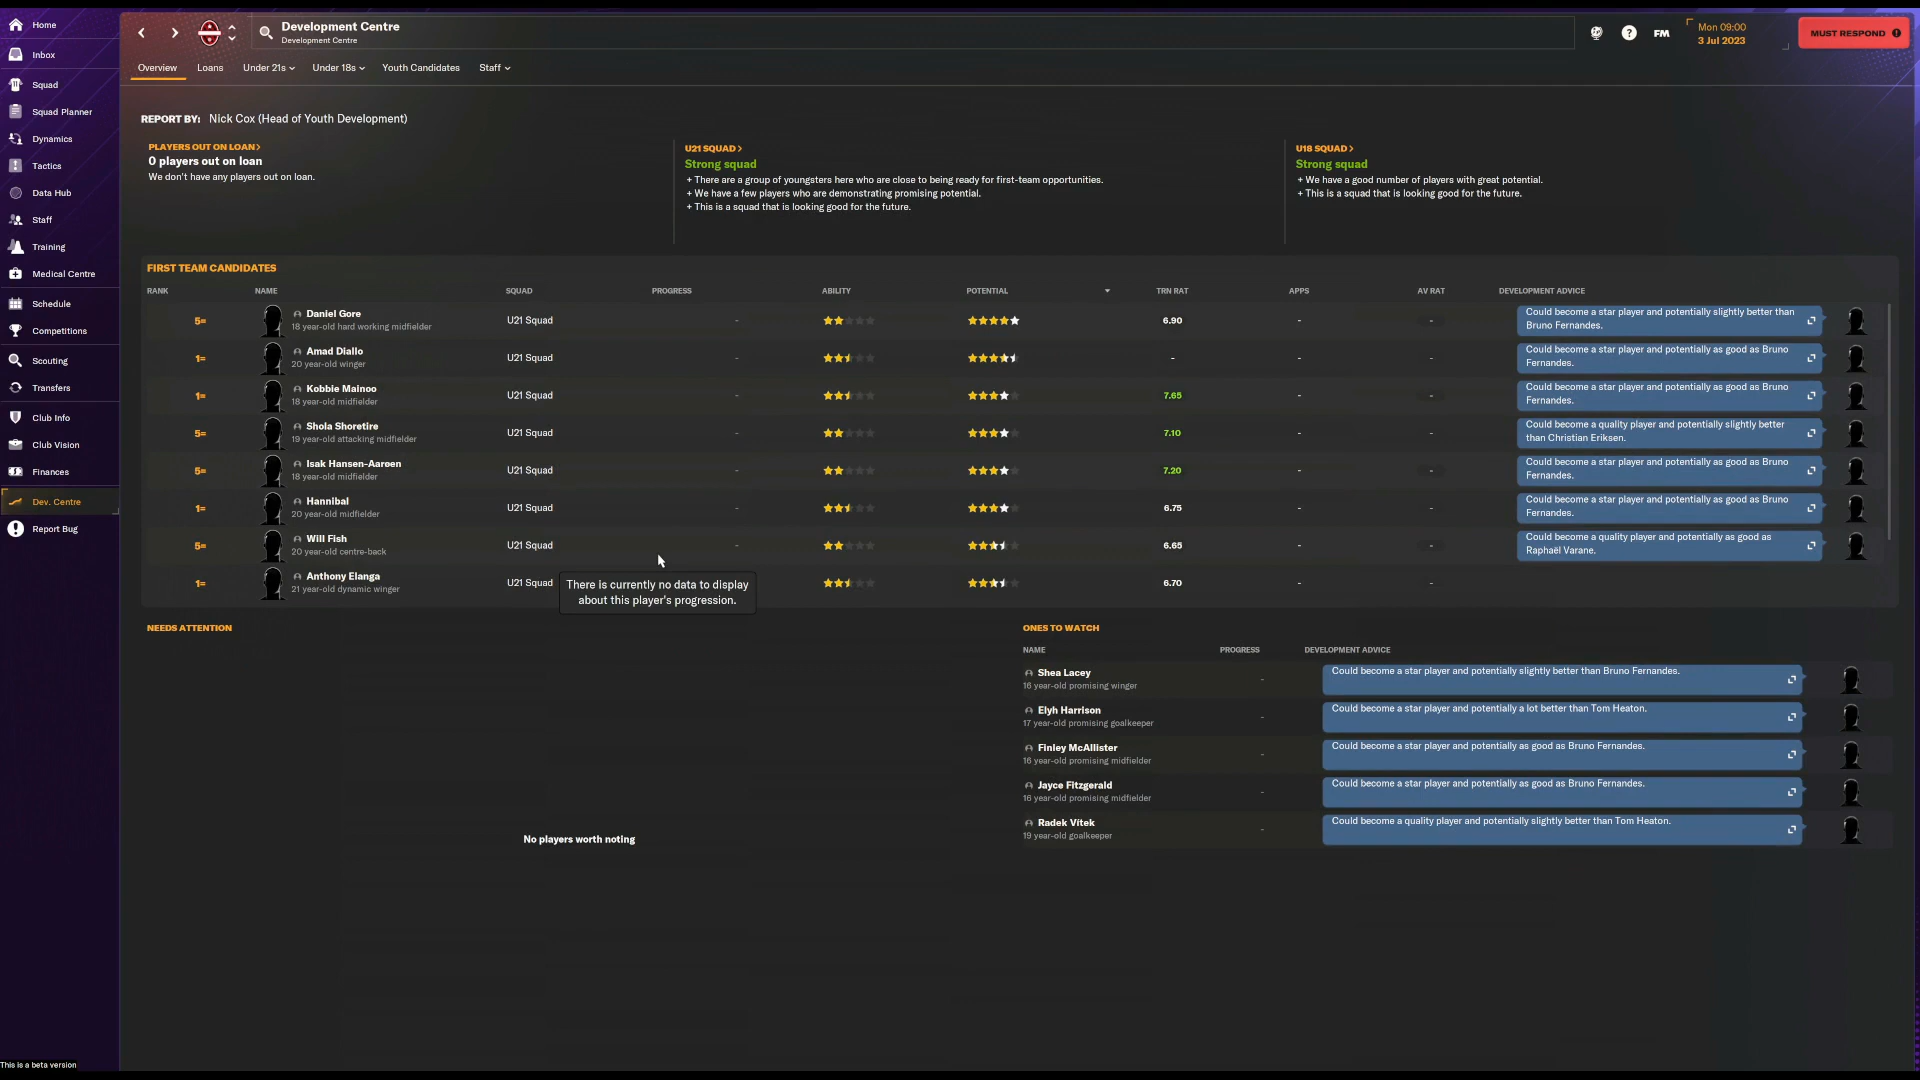 Home
Inbox
Squad
Squad Planner
Dynamics
Tactics
Data Hub
Staff
Training
Medical Centre
Schedule
Competitions
Scouting
Transfers
Club Info
Club Vision
Finances
Dev. Centre
Report Bug
This is a beta version
Development Centre
Development Centre
? FM
Mon 09:00
3 Jul 2023
MUST RESPOND !
Overview Loans Under 21s Under 18s Youth Candidates Staff
REPORT BY: Nick Cox (Head of Youth Development)
PLAYERS OUT ON LOAN>
0 players out on loan
We don't have any players out on loan.
U21 SQUAD>
Strong squad
+ There are a group of youngsters here who are close to being ready for first-team opportunities.
+ We have a few players who are demonstrating promising potential.
+ This is a squad that is looking good for the future.
U18 SQUAD>
Strong squad
+ We have a good number of players with great potential.
+ This is a squad that is looking good for the future.
FIRST TEAM CANDIDATES
RANK NAME SQUAD PROGRESS ABILITY POTENTIAL TRN RAT APPS AV RAT DEVELOPMENT ADVICE
5= Daniel Gore U21 Squad - 6.90 - -
18 year-old hard working midfielder
Could become a star player and potentially slightly better than
Bruno Fernandes.
1= Amad Diallo U21 Squad - - - -
20 year-old winger
Could become a star player and potentially as good as Bruno
Fernandes.
1= Kobbie Mainoo U21 Squad - 7.65 - -
18 year-old midfielder
Could become a star player and potentially as good as Bruno
Fernandes.
5= Shola Shoretire U21 Squad - 7.10 - -
19 year-old attacking midfielder
Could become a quality player and potentially slightly better
than Christian Eriksen.
5= Isak Hansen-Aarøen U21 Squad - 7.20 - -
18 year-old midfielder
Could become a star player and potentially as good as Bruno
Fernandes.
1= Hannibal U21 Squad - 6.75 - -
20 year-old midfielder
Could become a star player and potentially as good as Bruno
Fernandes.
5= Will Fish U21 Squad - 6.65 - -
20 year-old centre-back
Could become a quality player and potentially as good as
Raphaël Varane.
1= Anthony Elanga U21 Squad 6.70 - -
21 year-old dynamic winger
There is currently no data to display
about this player's progression.
NEEDS ATTENTION
No players worth noting
ONES TO WATCH
NAME PROGRESS DEVELOPMENT ADVICE
Shea Lacey - Could become a star player and potentially slightly better than Bruno Fernandes.
16 year-old promising winger
Elyh Harrison - Could become a star player and potentially a lot better than Tom Heaton.
17 year-old promising goalkeeper
Finley McAllister - Could become a star player and potentially as good as Bruno Fernandes.
16 year-old promising midfielder
Jayce Fitzgerald - Could become a star player and potentially as good as Bruno Fernandes.
16 year-old promising midfielder
Radek Vítek - Could become a quality player and potentially slightly better than Tom Heaton.
19 year-old goalkeeper